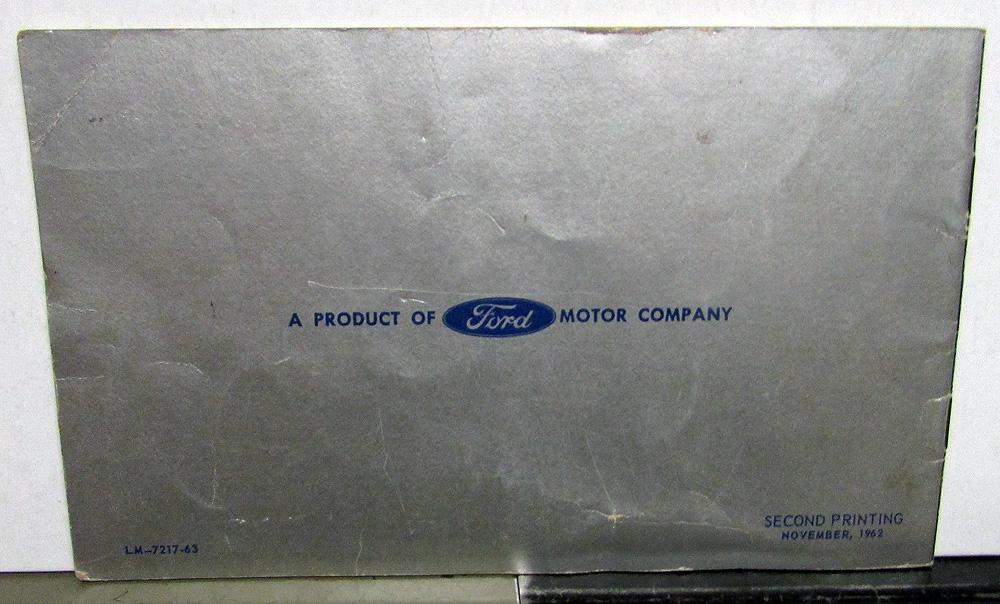 A PRODUCT OF Ford MOTOR COMPANY
SECOND PRINTING
NOVEMBER, 1962
LM-7217-63